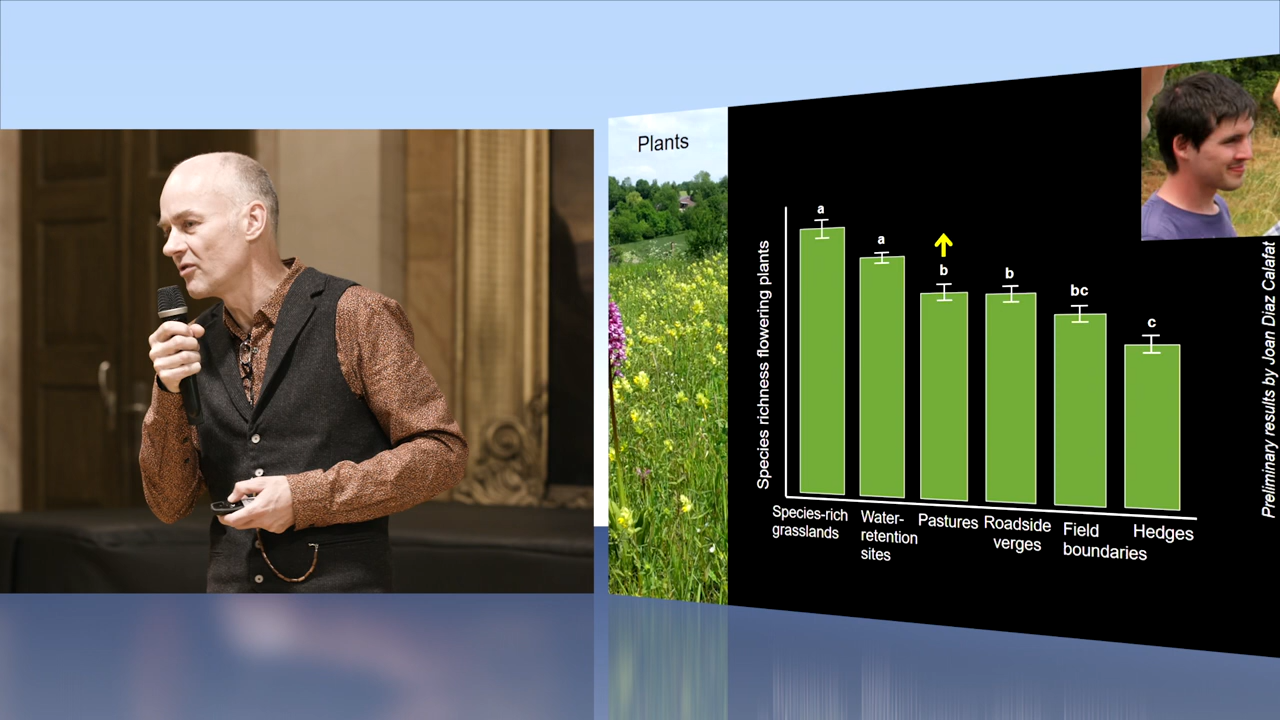 Plants
Species richness flowering plants
a
a
b
b
bc
c
Species-rich
grasslands
Water-
retention
sites
Pastures
Roadside
verges
Field
boundaries
Hedges
Preliminary results by Joan Diaz Calafat